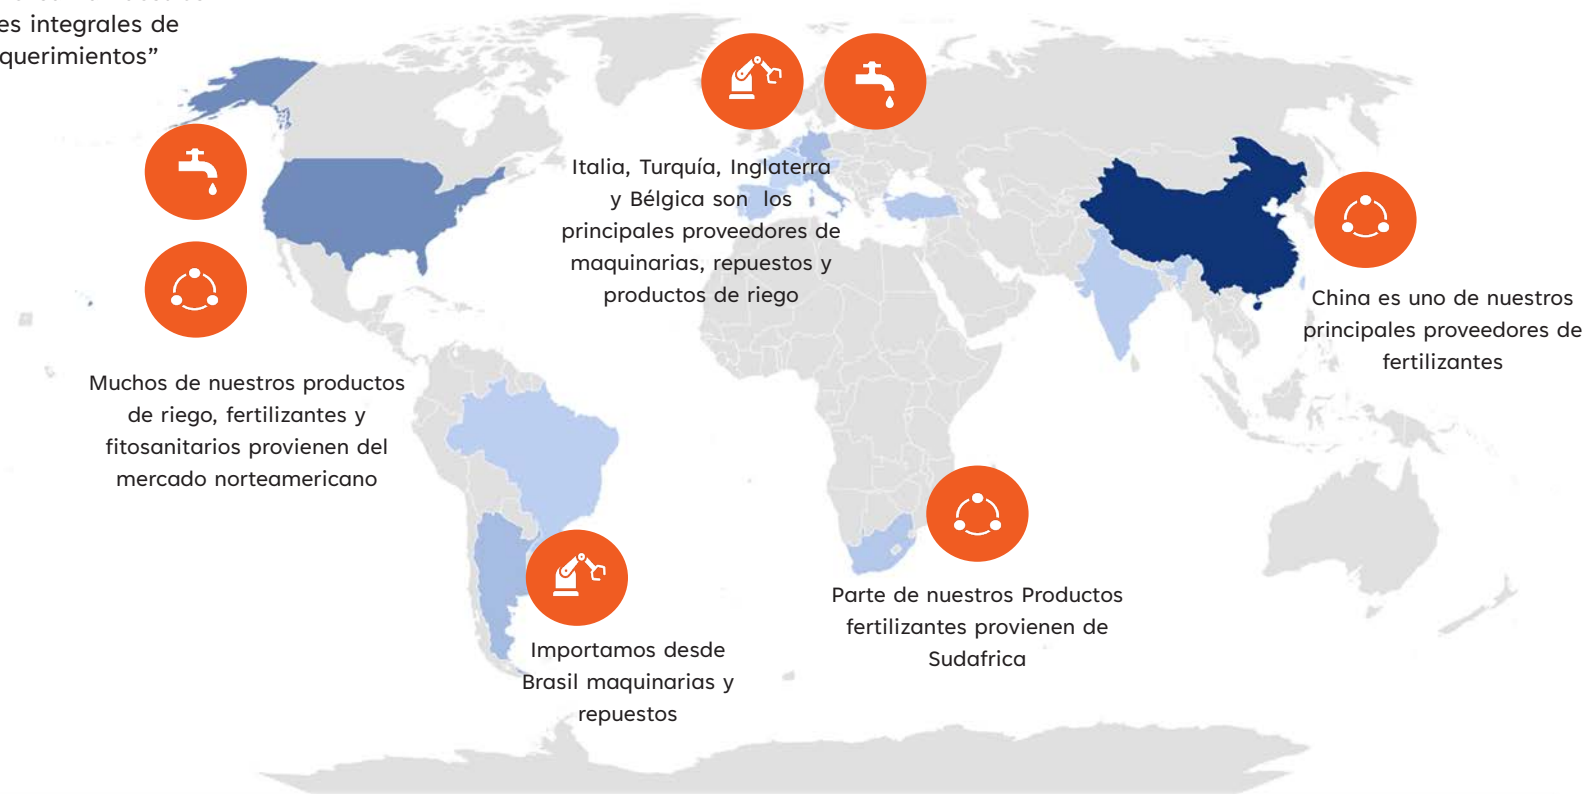 es integrales de
querimientos”
Italia, Turquía, Inglaterra
y Bélgica son los
principales proveedores de
maquinarias, repuestos y
productos de riego
China es uno de nuestros
principales proveedores de
fertilizantes
Muchos de nuestros productos
de riego, fertilizantes y
fitosanitarios provienen del
mercado norteamericano
Parte de nuestros Productos
fertilizantes provienen de
Sudafrica
Importamos desde
Brasil maquinarias y
repuestos